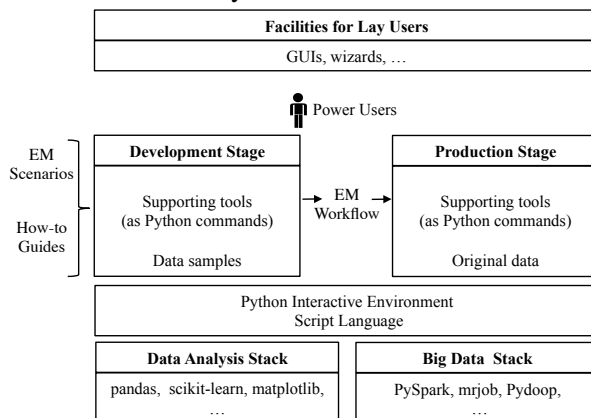 Facilities for Lay Users
GUIs, wizards, …
Power Users
EM
Scenarios
How-to
Guides
Development Stage
Supporting tools
(as Python commands)
Data samples
EM
Workflow
Production Stage
Supporting tools
(as Python commands)
Original data
Python Interactive Environment
Script Language
Data Analysis Stack
pandas, scikit-learn, matplotlib,
…
Big Data Stack
PySpark, mrjob, Pydoop,
…